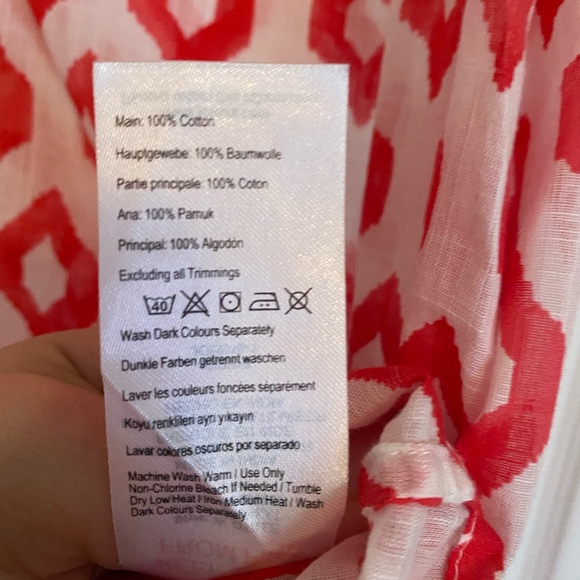 Main: 100% Cotton
Hauptgewebe: 100% Baumwolle
Partie principale: 100% Coton
Ana: 100% Pamuk
Principal: 100% Algodón
Excluding all Trimmings
40
Wash Dark Colours Separately
Dunkle Farben getrennt waschen
Laver les couleurs foncées séparément
Koyu renklileri ayrı yıkayın
Lavar colores oscuros por separado
Machine Wash Warm / Use Only
Non-Chlorine Bleach If Needed / Tumble
Dry Low Heat / Iron Medium Heat / Wash
Dark Colours Separately